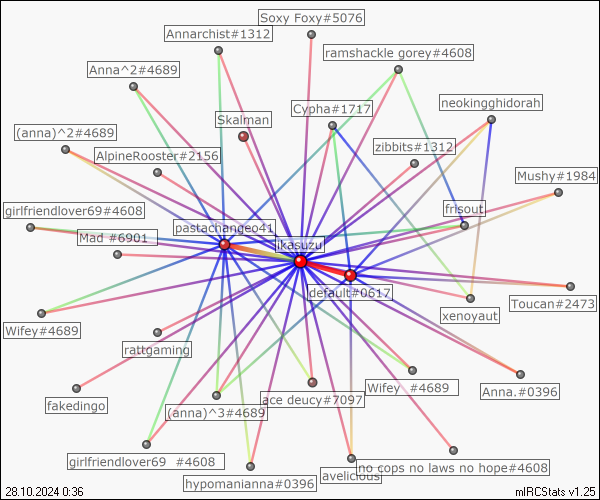 Soxy Foxy#5076
Annarchist#1312
ramshackle gorey#4608
Anna^2#4689
neokingghidorah
Cypha#1717
Skalman
(anna)^2#4689
zibbits#1312
AlpineRooster#2156
Mushy#1984
girlfriendlover69#4608
frisout
pastachangeo41
Mad #6901
jikasuzu
default#0617
Toucan#2473
xenoyaut
Wifey#4689
rattgaming
Wifey  #4689
Anna.#0396
fakedingo
ace deucy#7097
(anna)^3#4689
girlfriendlover69  #4608
no cops no laws no hope#4608
avelicious
hypomanianna#0396
28.10.2024 0:36
mIRCStats v1.25